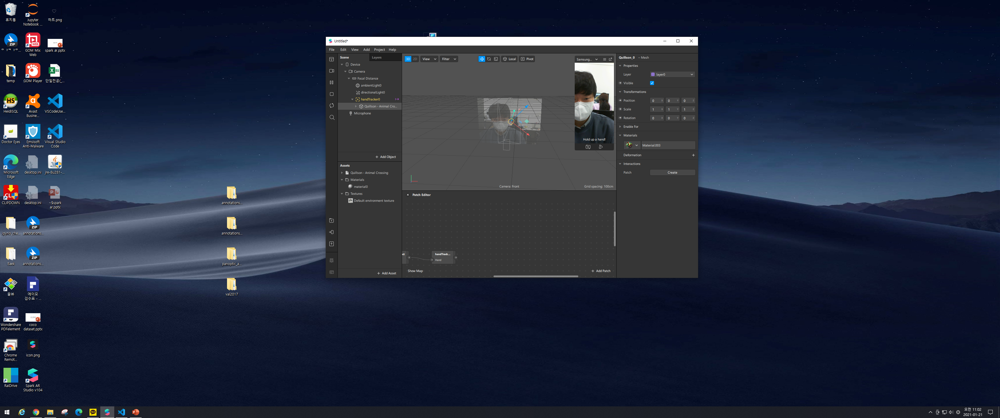 휴지통
Jupyter
Notebook ...
하트.png
ZIP
GOM Mix
Web
WEB
spark ar.pptx
temp
GOM Player
단일전공(_...
HeidiSQL
Avast
Busine...
VSCodeUse...
Doctor Eyes
Emsisoft
Anti-Malware
Visual Studio
Code
Microsoft
Edge
desktop.ini
jre-8u281-...
CLIPDOWN
desktop.ini
~$spark
ar.pptx
.ipynb_che...
ZIP
annotations...
Baek
ZIP
annotations...
꿀뷰
에이모
검수표 - ...
Wondershare
PDFelement
coco
dataset.pptx
Chrome
Remot...
icon.png
RaiDrive
Spark AR
Studio v104
annotations...
annotations...
panoptic_a...
val2017
Untitled*
File Edit View Add Project Help
Scene Layers
Device
Camera
Focal Distance
ambientLight0
directionalLight0
handTracker0
Quillson - Animal Cro...
Microphone
+ Add Object
Assets
Quillson - Animal Crossing
Materials
material0
Textures
Default environment texture
+ Add Asset
3D 2D View Filter Local Pivot
Samsung...
Hold up a hand!
Camera: Front
Grid spacing: 100cm
Patch Editor
ct
handTrack...
Hand
Show Map
+ Add Patch
Quillson_0 – Mesh
Properties
Layer layer0
Visible
Transformations
Position 0 X 0 Y 0 Z
Scale 1 X 1 Y 1 Z
Rotation 0 X 0 Y 0 Z
Enable For
Materials
Material.003
Deformation +
Interactions
Patch Create
TALK
오전 11:02
2021-01-21